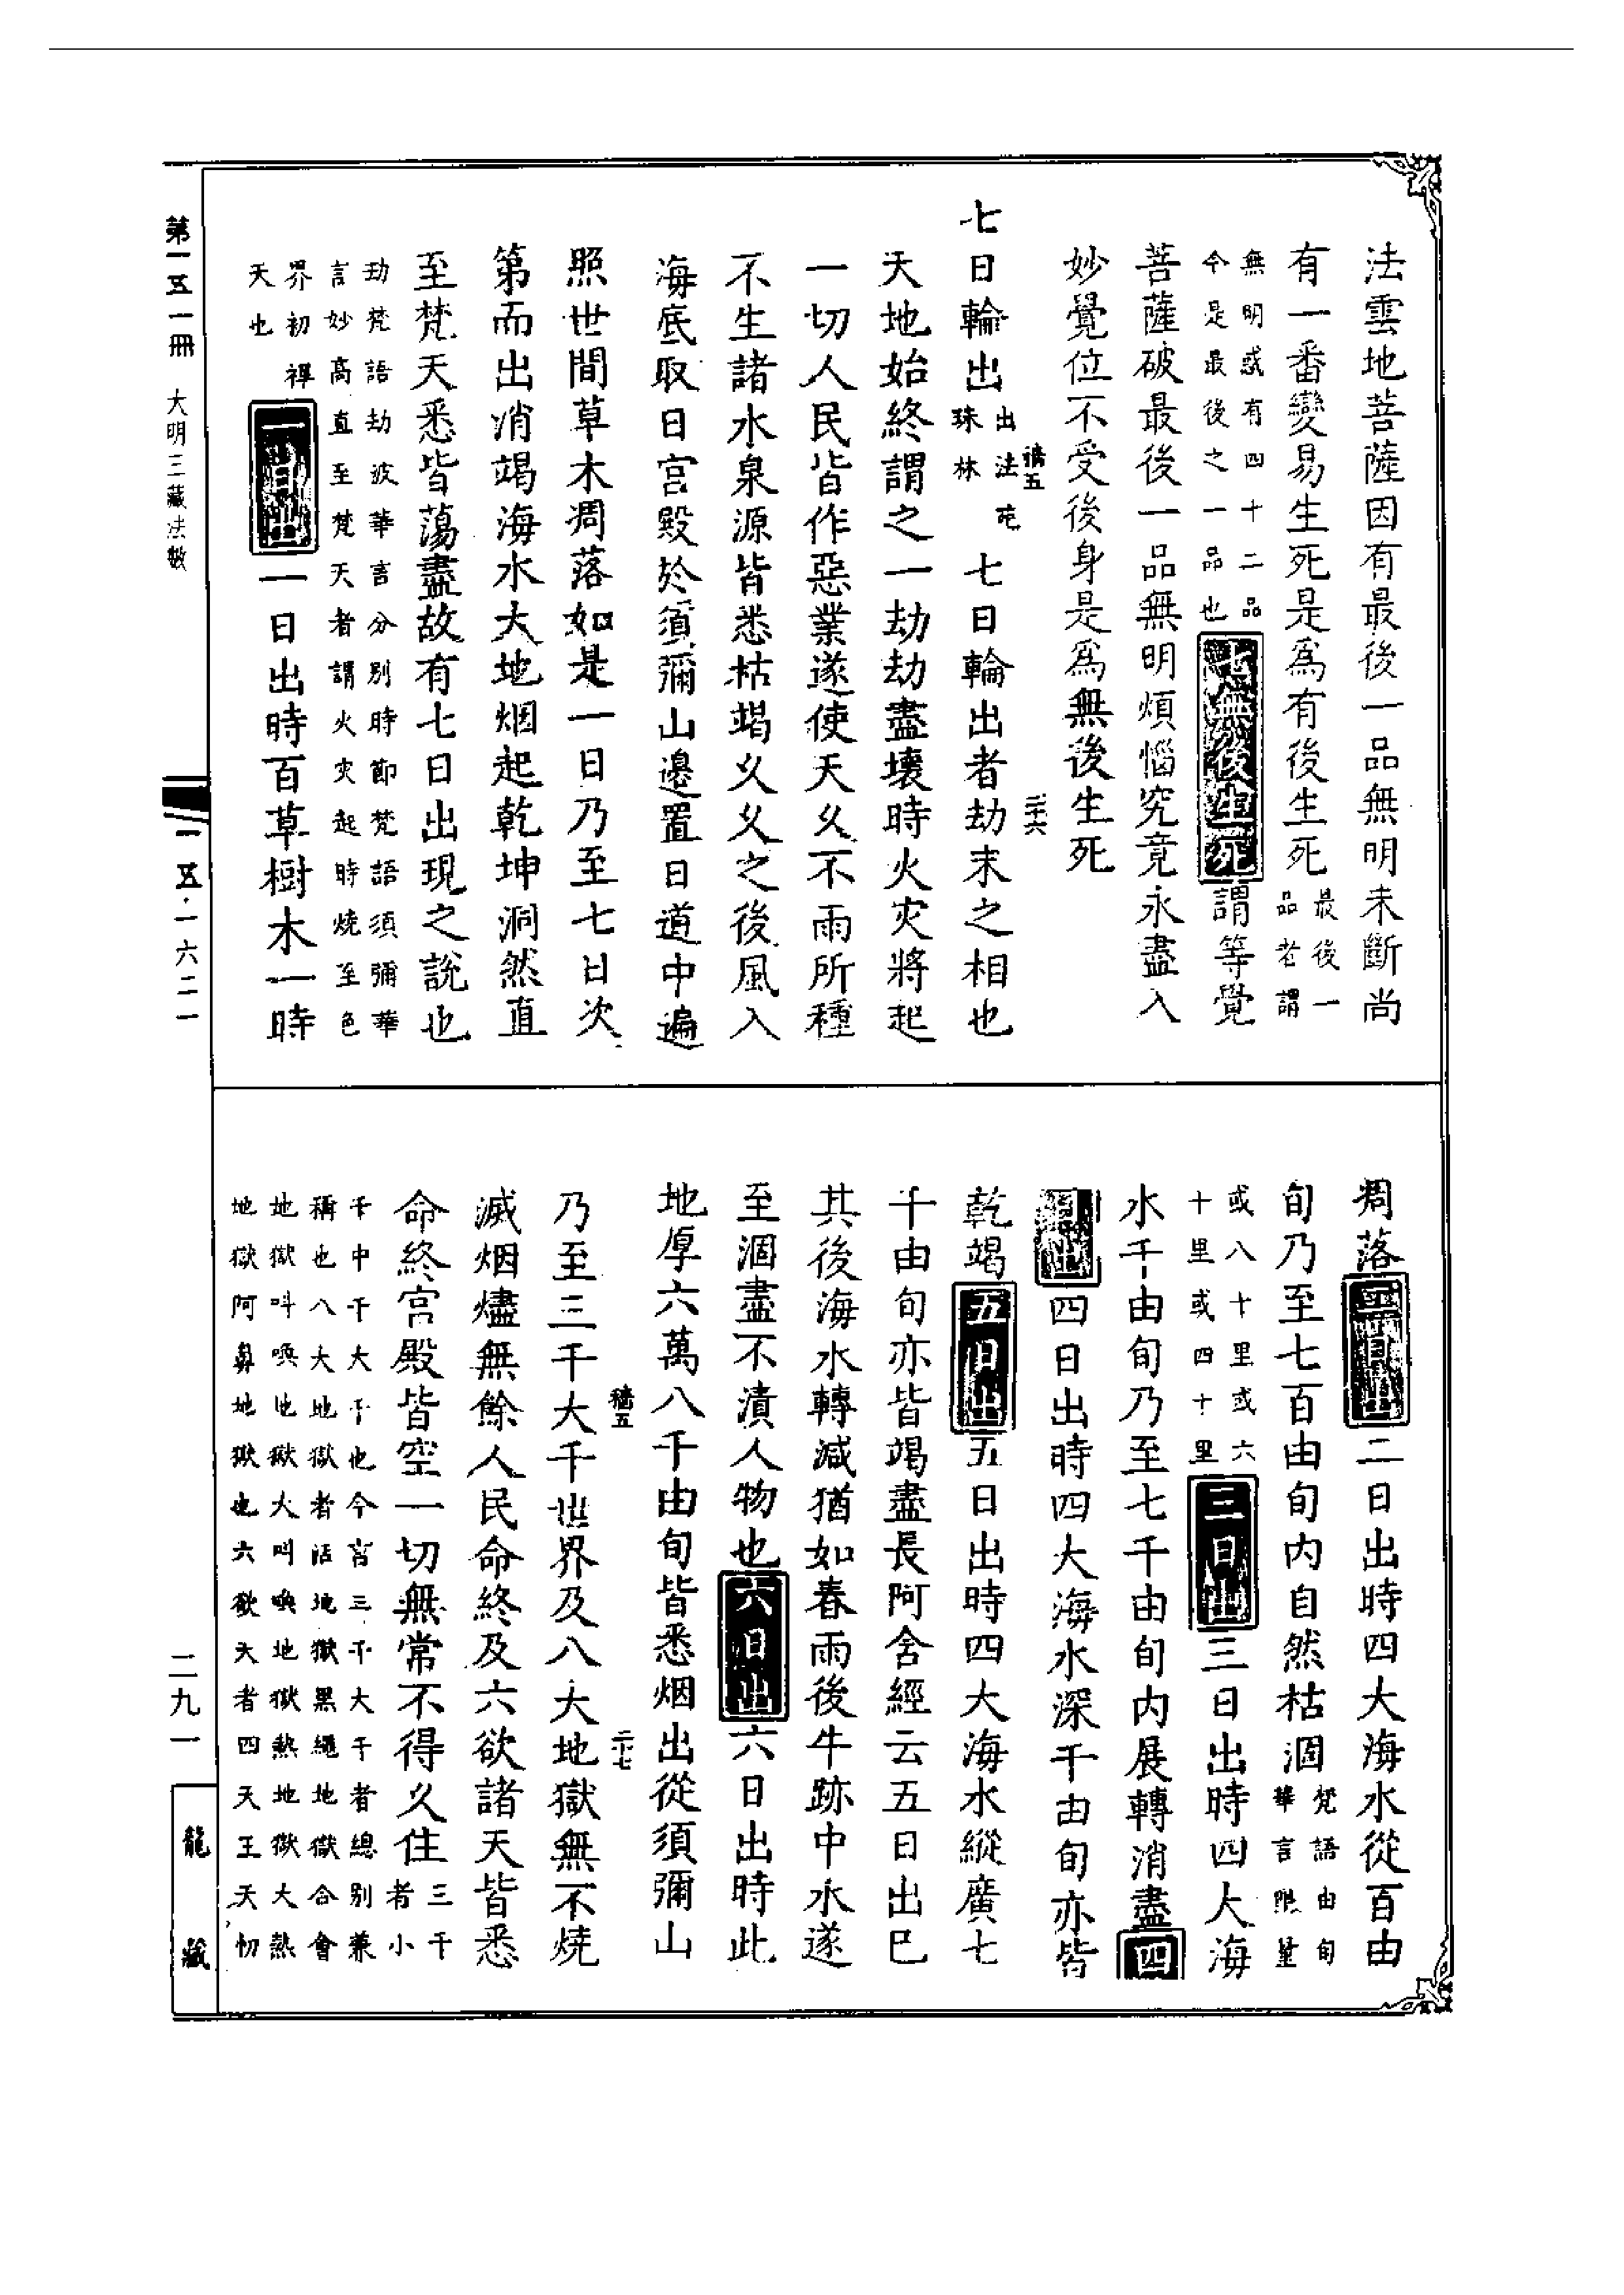 法雲地菩薩因有最後一品無明未斷尚
有一番變易生死是爲有後生死最後一品者謂
無明惑有四十二品今是最後之一品也七無後生死謂等覺
菩薩破最後一品無明煩惱究竟永盡入
妙覺位不受後身是爲無後生死
穡五 二十六
七日輪出出法苑珠林 七日輪出者劫末之相也
天地始終謂之一劫劫盡壞時火灾將起
一切人民皆作惡業遂使天久不雨所種
不生諸水泉源皆悉枯竭久久之後風入
海底取日宮殿於須彌山邊置日道中遍
照世間草木凋落如是一日乃至七日次
第而出消竭海水大地烟起乾坤洞然直
至梵天悉皆蕩盡故有七日出現之說也
劫梵語劫波華言分別時節梵語須彌華
言妙高直至梵天者謂火灾起時燒至色
界初禪
天也一一日出一日出時百草樹木一時
凋落二二日出二日出時四大海水從百由
旬乃至七百由旬內自然枯涸梵語由旬華言限量
或八十里或六十里或四十里三日出三日出時四大海
水千由旬乃至七千由旬內展轉消盡四
日出四日出時四大海水深千由旬亦皆
乾竭五日出五日出時四大海水縱廣七
千由旬亦皆竭盡長阿含經云五日出巳
其後海水轉減猶如春雨後牛跡中水遂
至涸盡不漬人物也六日出六日出時此
地厚六萬八千由旬皆悉烟出從須彌山
穡五 二十七
乃至三千大千世界及八大地獄無不燒
滅烟燼無餘人民命終及六欲諸天皆悉
命終宮殿皆空一切無常不得久住三千者小
千中千大千也今言三千大千者總別兼
稱也八大地獄者活地獄黑繩地獄合會
地獄叫喚地獄大叫喚地獄熱地獄大熱
地獄阿鼻地獄也六欲天者四天王天忉
第一五一冊 大明三藏法數
一五·一六二一
二九一
龍藏